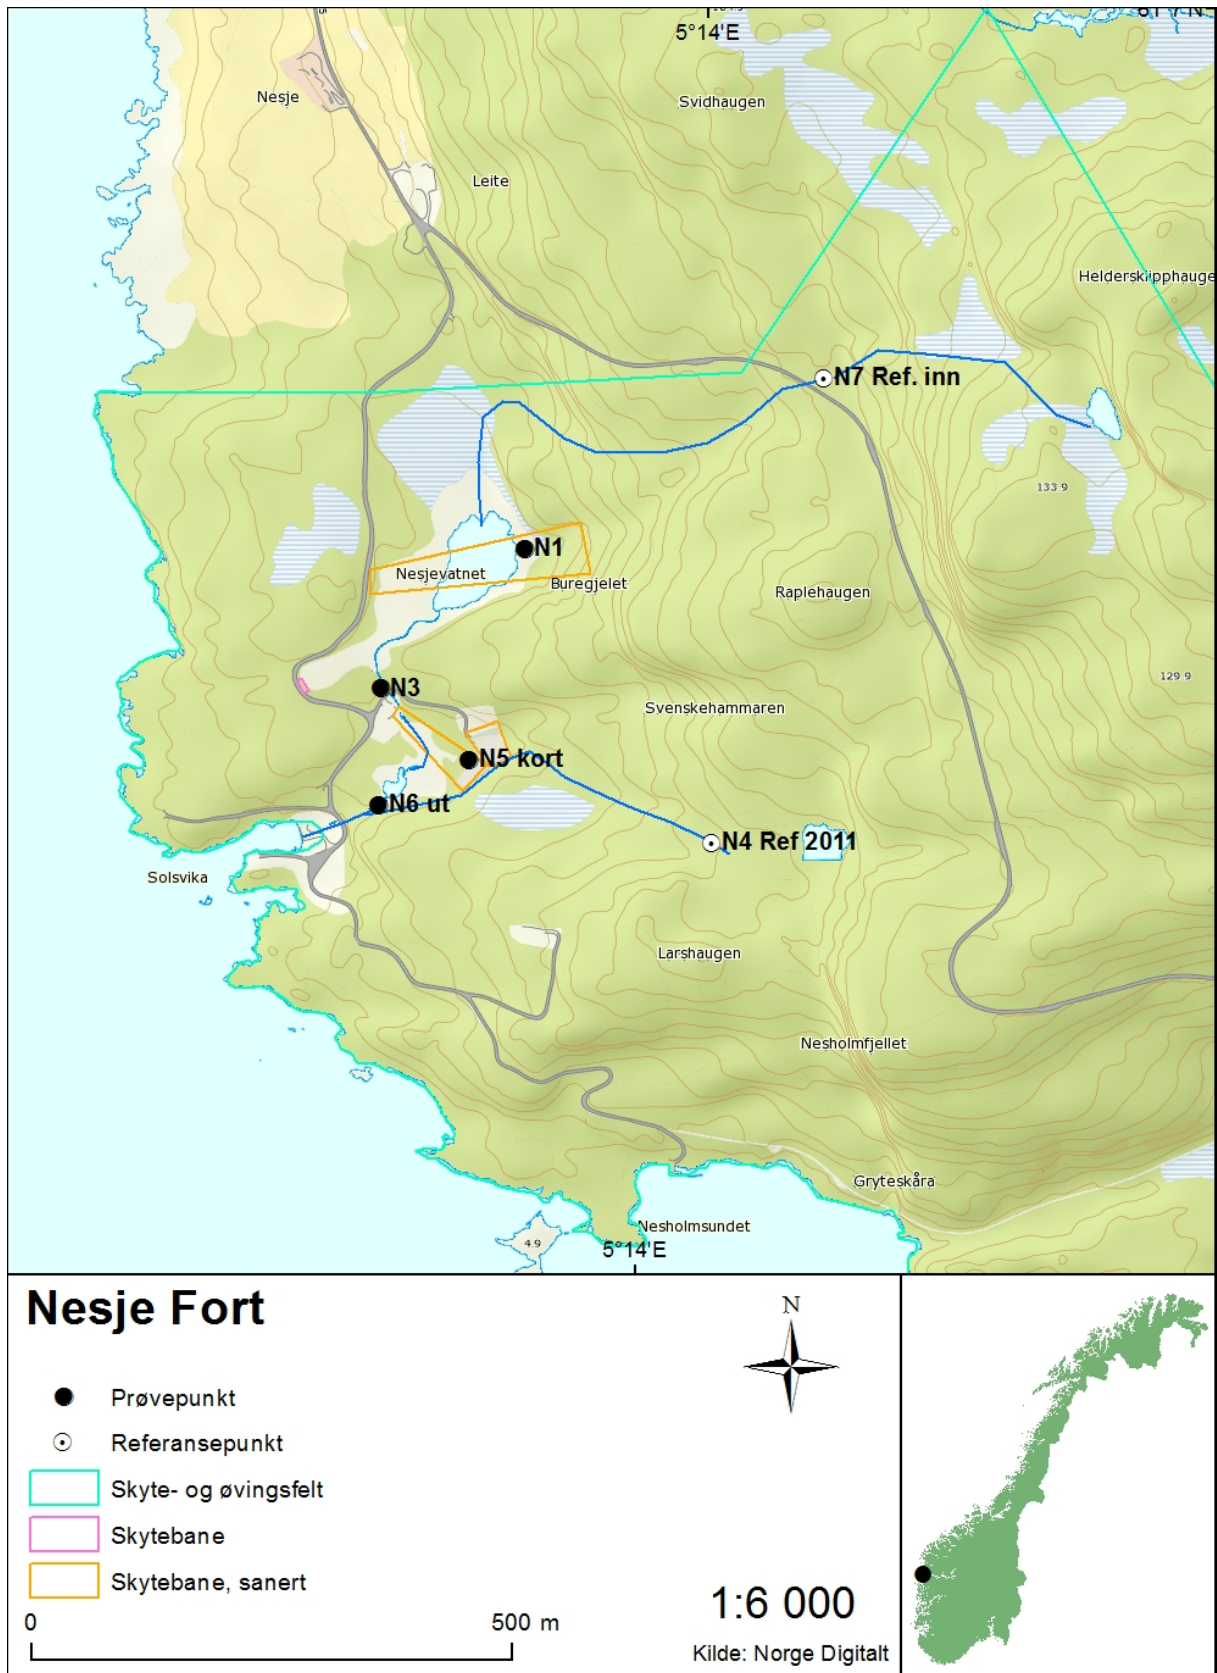 5°14'E
Nesje
Svidhaugen
Leite
Helderskiipphauge
N7 Ref. inn
133.9
N1
Nesjevatnet
Buregjelet
Raplehaugen
129.9
N3
Svenskehammaren
N5 kort
N6 ut
N4 Ref 2011
Solsvika
Larshaugen
Nesholmfjellet
Gryteskåra
Nesholmsundet
4.9
5°14'E
Nesje Fort
N
Prøvepunkt
Referansepunkt
Skyte- og øvingsfelt
Skytebane
Skytebane, sanert
0 500 m
1:6 000
Kilde: Norge Digitalt